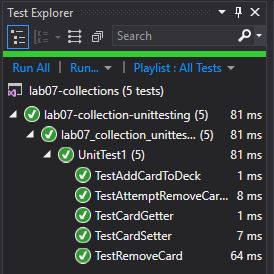 Test Explorer
Search
Run All | Run... | Playlist : All Tests
lab07-collections (5 tests)
lab07-collection-unittesting (5) 81 ms
lab07_collection_unittes... (5) 81 ms
UnitTest1 (5) 81 ms
TestAddCardToDeck 1 ms
TestAttemptRemoveCar... 8 ms
TestCardGetter 1 ms
TestCardSetter 7 ms
TestRemoveCard 64 ms